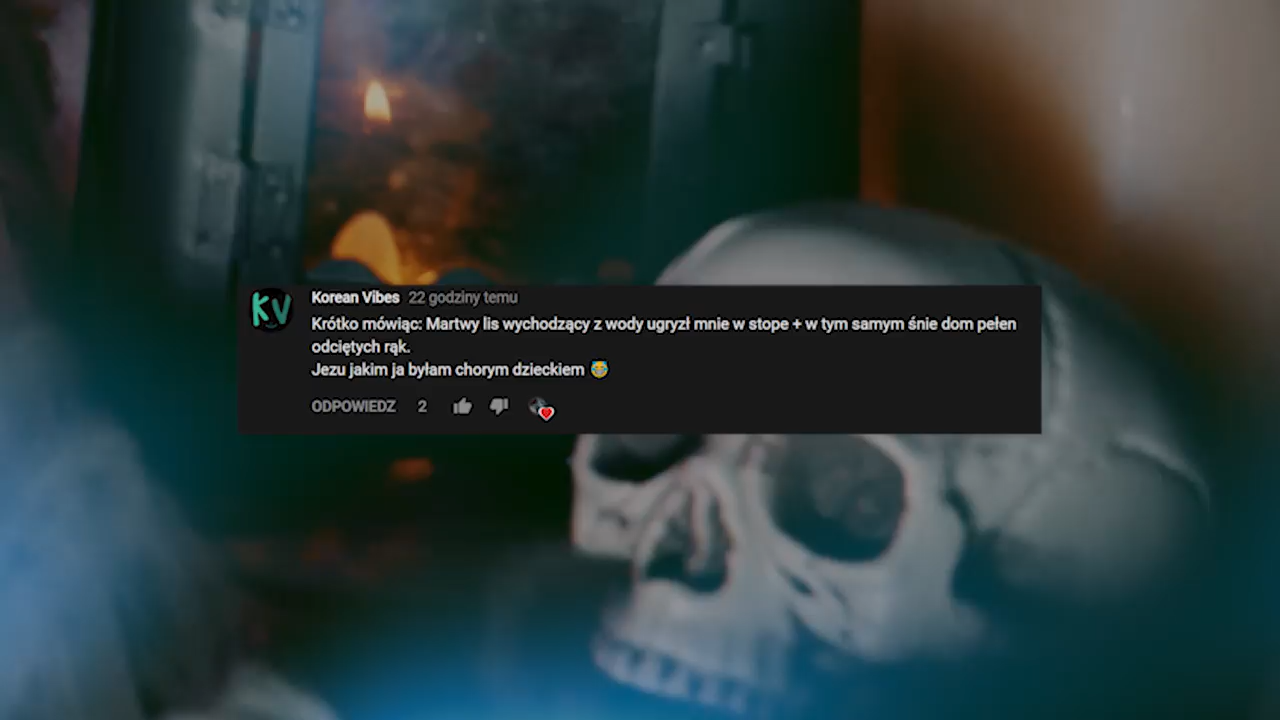 KV
Korean Vibes 22 godziny temu
Krótko mówiąc: Martwy lis wychodzący z wody ugryzł mnie w stope + w tym samym śnie dom pełen
odciętych rąk.
Jezu jakim ja byłam chorym dzieckiem 😂
ODPOWIEDZ 2